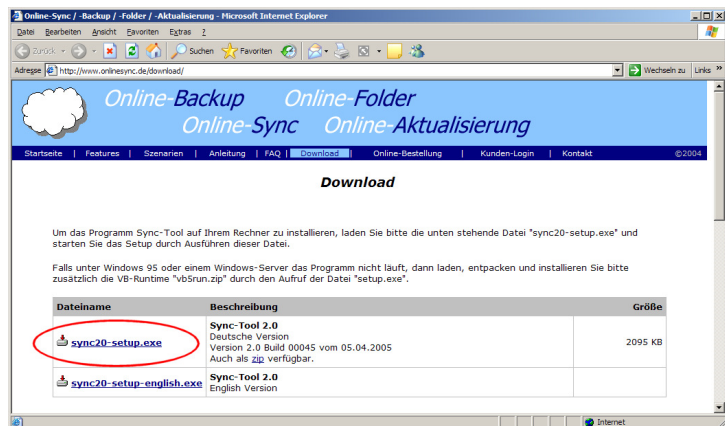 Online-Sync / -Backup / -Folder / -Aktualisierung - Microsoft Internet Explorer
Datei Bearbeiten Ansicht Favoriten Extras ?
Zurück Suchen Favoriten
Adresse http://www.onlinesync.de/download/ Wechseln zu Links »
Online-Backup Online-Folder
Online-Sync Online-Aktualisierung
Startseite | Features | Szenarien | Anleitung | FAQ | Download | Online-Bestellung | Kunden-Login | Kontakt ©2004
Download
Um das Programm Sync-Tool auf Ihrem Rechner zu installieren, laden Sie bitte die unten stehende Datei "sync20-setup.exe" und
starten Sie das Setup durch Ausführen dieser Datei.
Falls unter Windows 95 oder einem Windows-Server das Programm nicht läuft, dann laden, entpacken und installieren Sie bitte
zusätzlich die VB-Runtime "vb5run.zip" durch den Aufruf der Datei "setup.exe".
Dateiname Beschreibung Größe
Sync-Tool 2.0
Deutsche Version
sync20-setup.exe Version 2.0 Build 00045 vom 05.04.2005 2095 KB
Auch als zip verfügbar.
Sync-Tool 2.0
sync20-setup-english.exe English Version
Internet